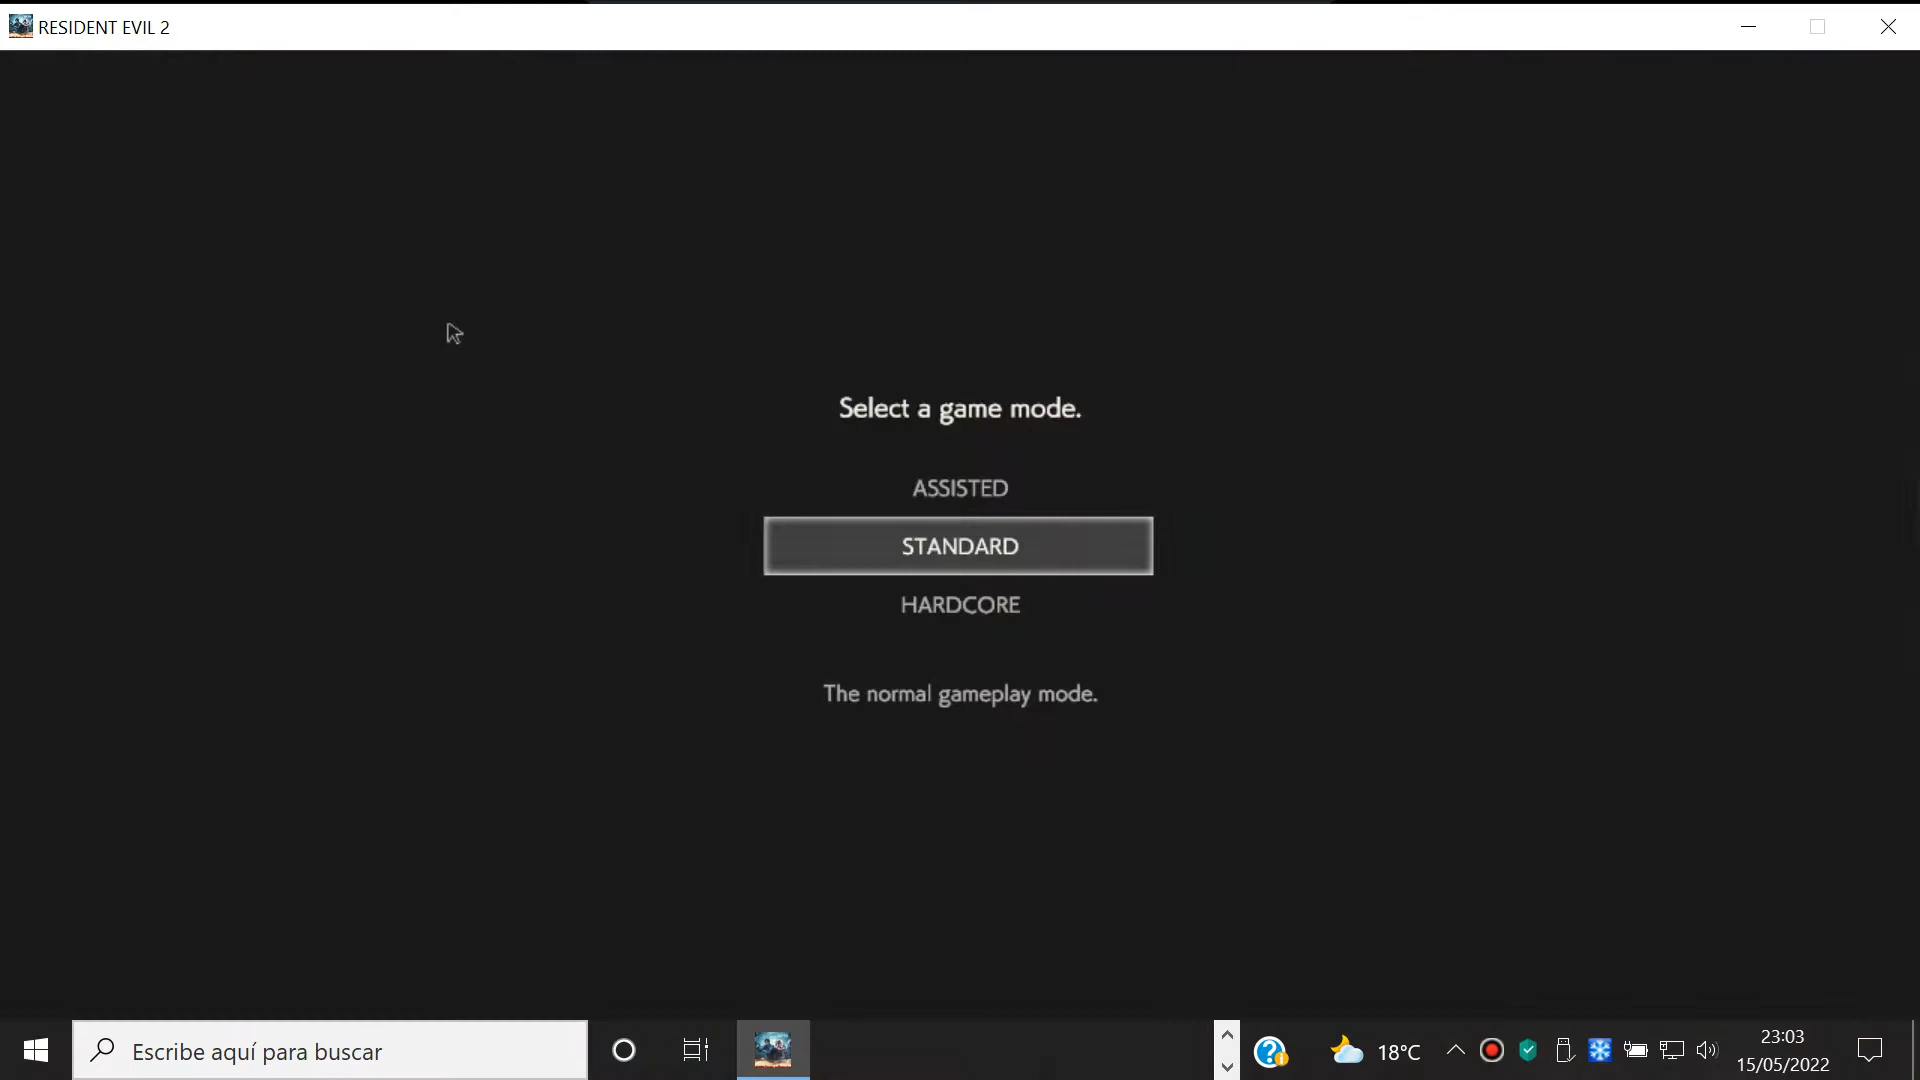 RESIDENT EVIL 2
Select a game mode.
ASSISTED
STANDARD
HARDCORE
The normal gameplay mode.
Escribe aquí para buscar
18°C
23:03
15/05/2022